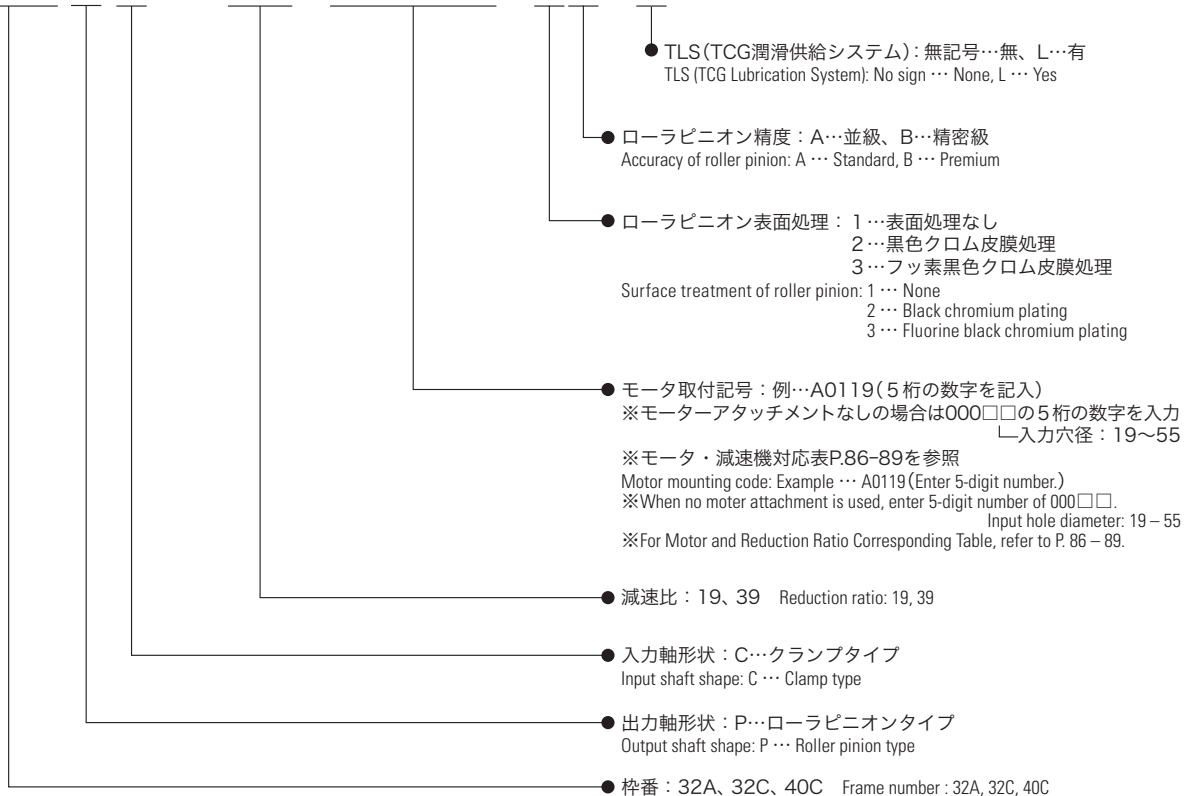 TLS(TCG潤滑供給システム):無記号…無、L…有
TLS (TCG Lubrication System): No sign ··· None, L ··· Yes
ローラピニオン精度:A…並級、B…精密級
Accuracy of roller pinion: A ··· Standard, B ··· Premium
ローラピニオン表面処理:1…表面処理なし
2…黒色クロム皮膜処理
3…フッ素黒色クロム皮膜処理
Surface treatment of roller pinion: 1 ··· None
2 ··· Black chromium plating
3 ··· Fluorine black chromium plating
モータ取付記号:例…A0119(5桁の数字を記入)
※モーターアタッチメントなしの場合は000□□の5桁の数字を入力
入力穴径:19〜55
※モータ・減速機対応表P.86–89を参照
Motor mounting code: Example ··· A0119(Enter 5-digit number.)
※When no moter attachment is used, enter 5-digit number of 000□□.
Input hole diameter: 19 – 55
※For Motor and Reduction Ratio Corresponding Table, refer to P. 86 – 89.
減速比:19、39 Reduction ratio: 19, 39
入力軸形状:C…クランプタイプ
Input shaft shape: C ··· Clamp type
出力軸形状:P…ローラピニオンタイプ
Output shaft shape: P ··· Roller pinion type
枠番:32A、32C、40C Frame number : 32A, 32C, 40C